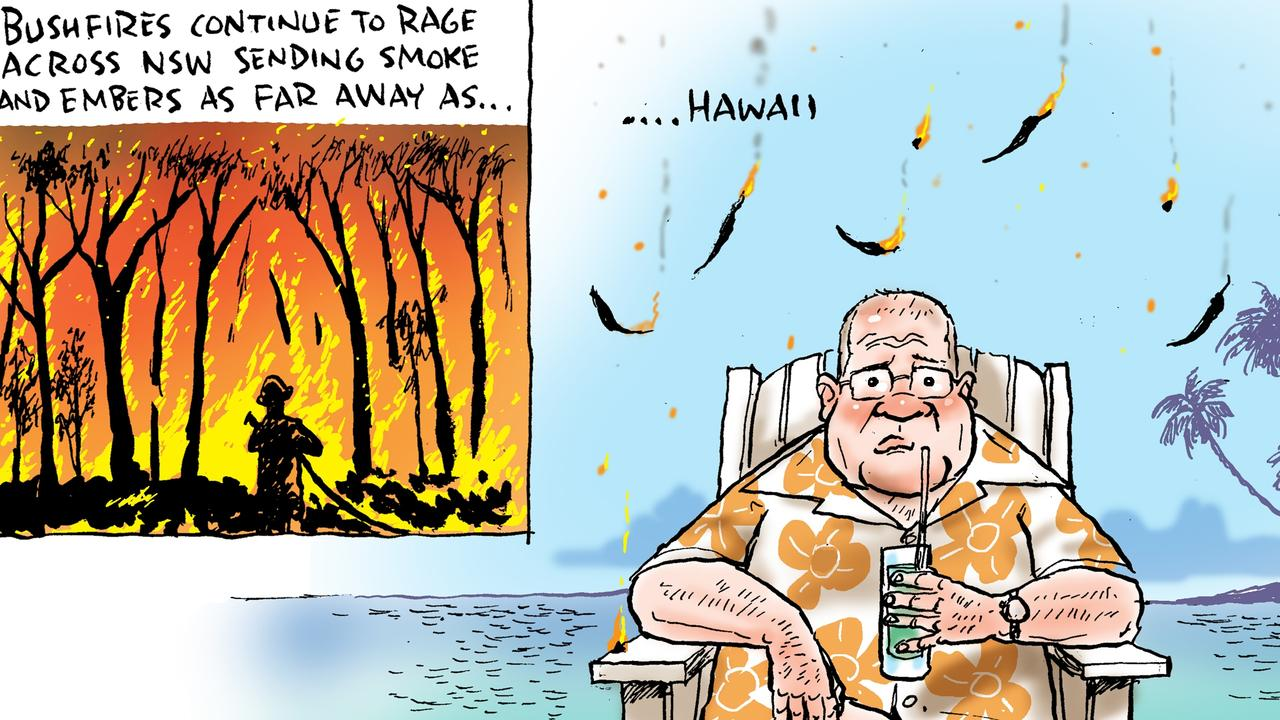 BUSHFIRES CONTINUE TO RAGE
ACROSS NSW SENDING SMOKE
AND EMBERS AS FAR AWAY AS...
....HAWAII